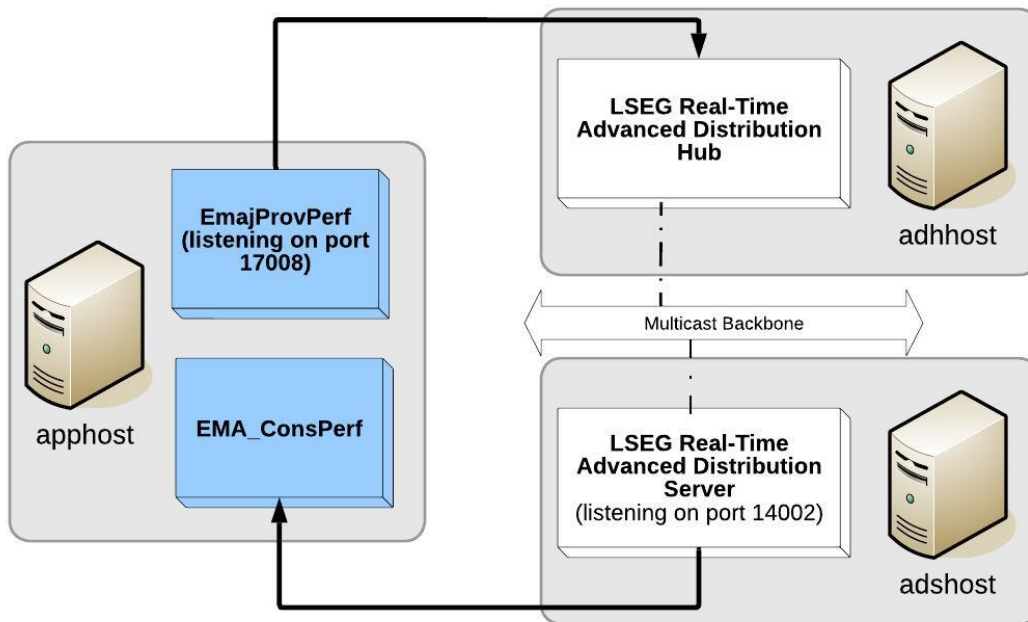 EmajProvPerf
(listening on port
17008)
EMA_ConsPerf
apphost
LSEG Real-Time
Advanced Distribution
Hub
adhhost
Multicast Backbone
LSEG Real-Time
Advanced Distribution
Server
(listening on port 14002)
adshost